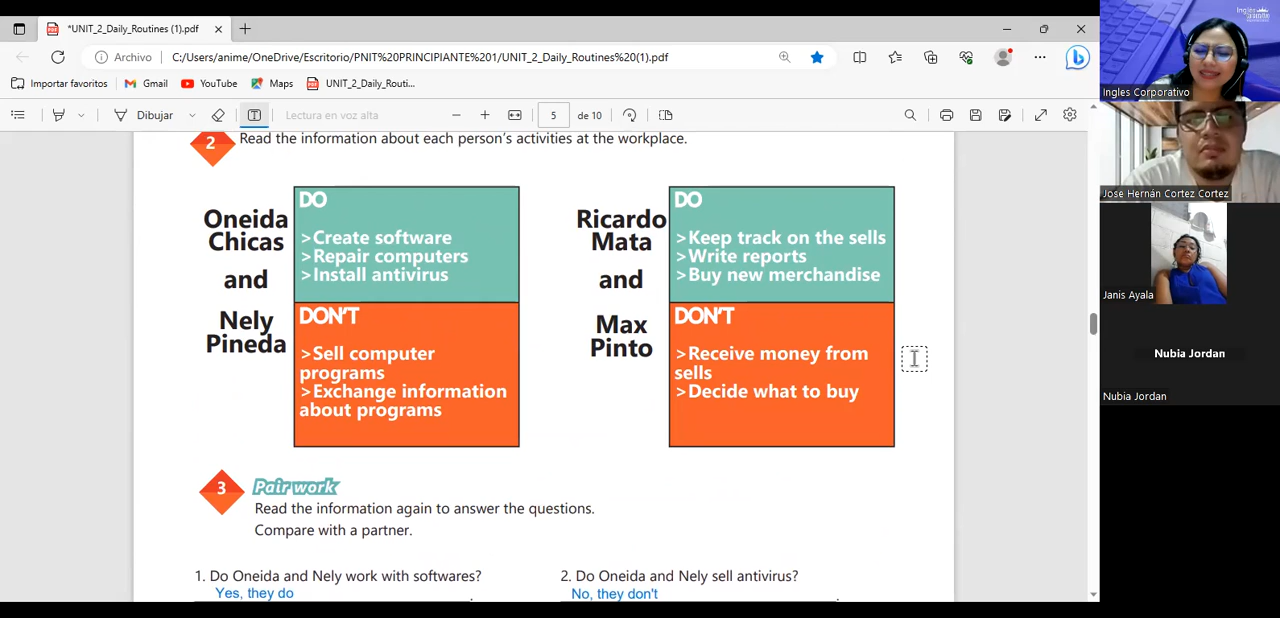 *UNIT_2_Daily_Routines (1).pdf
Archivo
C:/Users/anime/OneDrive/Escritorio/PNIT%20PRINCIPIANTE%201/UNIT_2_Daily_Routines%20(1).pdf
Importar favoritos
Gmail
YouTube
Maps
UNIT_2_Daily_Routi...
Dibujar
Lectura en voz alta
5
de 10
2
Read the information about each person's activities at the workplace.
Oneida
Chicas
and
Nely
Pineda
DO
>Create software
>Repair computers
>Install antivirus
DON'T
>Sell computer
programs
>Exchange information
about programs
Ricardo
Mata
and
Max
Pinto
DO
>Keep track on the sells
>Write reports
>Buy new merchandise
DON'T
>Receive money from
sells
>Decide what to buy
3
Pair work
Read the information again to answer the questions.
Compare with a partner.
1. Do Oneida and Nely work with softwares?
Yes, they do
2. Do Oneida and Nely sell antivirus?
No, they don't
Ingles Corporativo
Jose Hernán Cortez Cortez
Janis Ayala
Nubia Jordan
Nubia Jordan